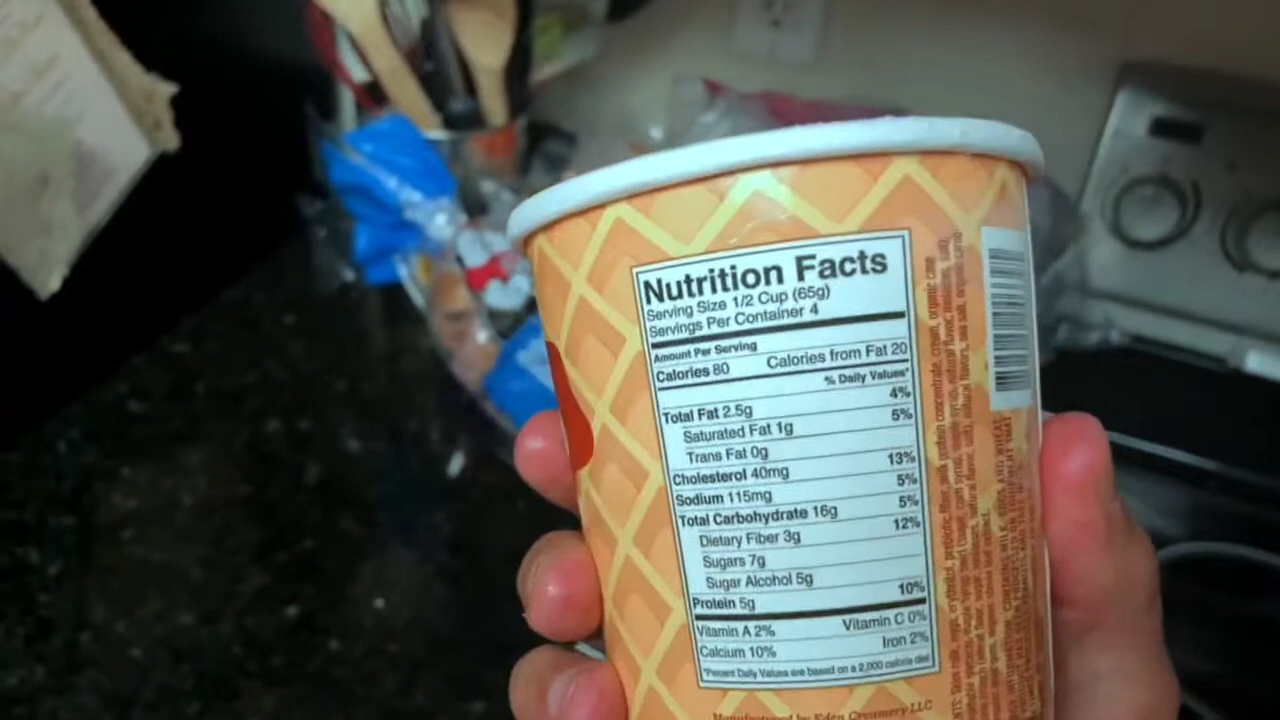 Nutrition Facts
Serving Size 1/2 Cup (65g)
Servings Per Container 4
Amount Per Serving
Calories 80 Calories from Fat 20
% Daily Values*
Total Fat 2.5g 4%
Saturated Fat 1g 5%
Trans Fat 0g
Cholesterol 40mg 13%
Sodium 115mg 5%
Total Carbohydrate 16g 5%
Dietary Fiber 3g 12%
Sugars 7g
Sugar Alcohol 5g
Protein 5g 10%
Vitamin A 2% Vitamin C 0%
Calcium 10% Iron 2%
*Percent Daily Values are based on a 2,000 calorie diet
Manufactured by Eden Creamery LLC